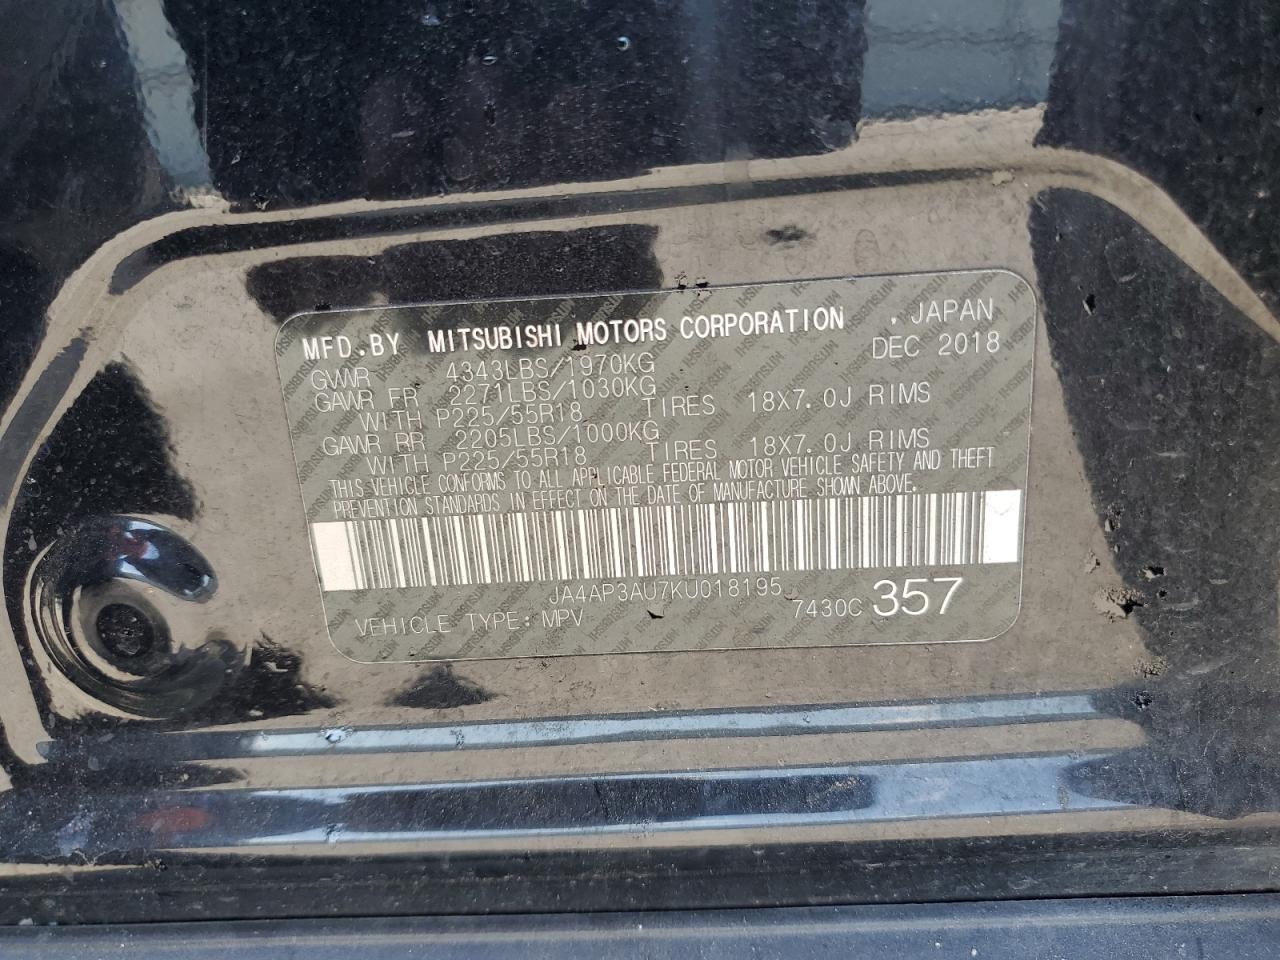 MFD.BY MITSUBISHI MOTORS CORPORATION , JAPAN
GVWR 4343LBS/1970KG DEC 2018
GAWR FR 2271LBS/1030KG
WITH P225/55R18 TIRES 18X7.0J RIMS
GAWR RR 2205LBS/1000KG
WITH P225/55R18 TIRES 18X7.0J RIMS
THIS VEHICLE CONFORMS TO ALL APPLICABLE FEDERAL MOTOR VEHICLE SAFETY AND THEFT
PREVENTION STANDARDS IN EFFECT ON THE DATE OF MANUFACTURE SHOWN ABOVE.
JA4AP3AU7KU018195
VEHICLE TYPE: MPV 7430C 357